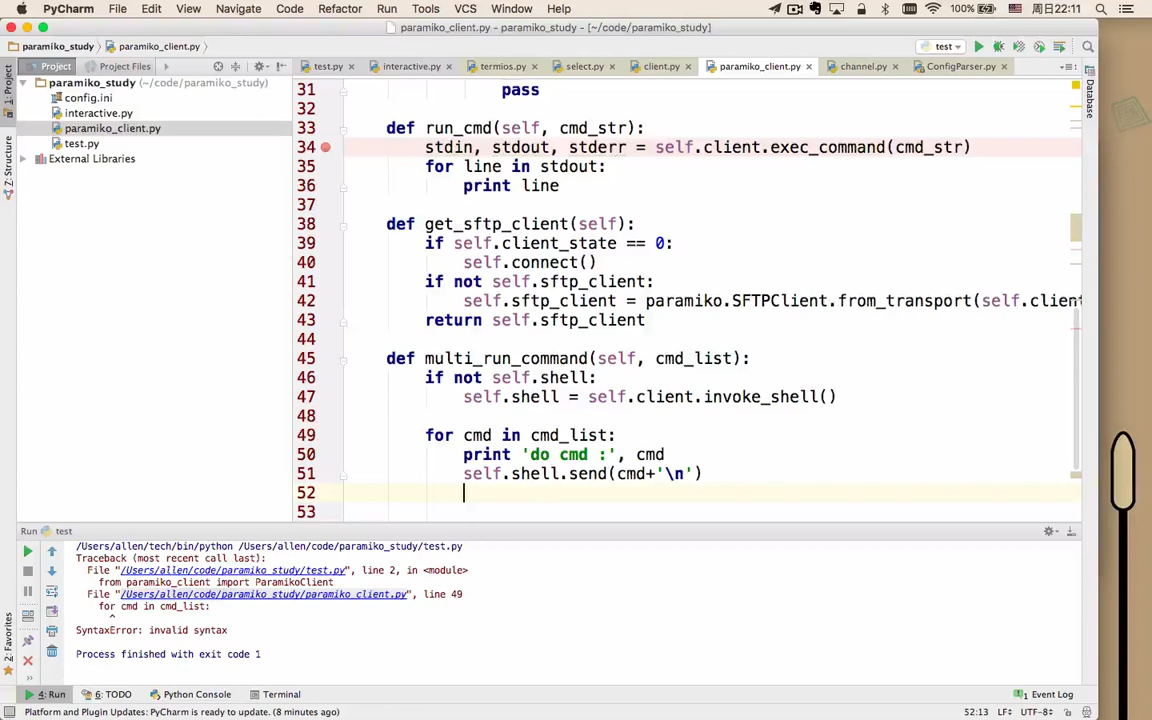 PyCharm File Edit View Navigate Code Refactor Run Tools VCS Window Help 100% 周日22:11
paramiko_client.py - paramiko_study - [~/code/paramiko_study]
paramiko_study paramiko_client.py test
1: Project Project Project Files test.py interactive.py termios.py select.py client.py paramiko_client.py channel.py ConfigParser.py
paramiko_study
config.ini
interactive.py
paramiko_client.py
test.py
External Libraries
7: Structure
2: Favorites
Database
31 pass
32
33 def run_cmd(self, cmd_str):
34 stdin, stdout, stderr = self.client.exec_command(cmd_str)
35 for line in stdout:
36 print line
37
38 def get_sftp_client(self):
39 if self.client_state == 0:
40 self.connect()
41 if not self.sftp_client:
42 self.sftp_client = paramiko.SFTPClient.from_transport(self.client
43 return self.sftp_client
44
45 def multi_run_command(self, cmd_list):
46 if not self.shell:
47 self.shell = self.client.invoke_shell()
48
49 for cmd in cmd_list:
50 print 'do cmd :', cmd
51 self.shell.send(cmd+'\n')
52
53
Run test
/Users/allen/tech/bin/python /Users/allen/code/paramiko_study/test.py
Traceback (most recent call last):
File "/Users/allen/code/paramiko_study/test.py", line 2, in <module>
from paramiko_client import ParamikoClient
File "/Users/allen/code/paramiko_study/paramiko_client.py", line 49
for cmd in cmd_list:
^
SyntaxError: invalid syntax
Process finished with exit code 1
4: Run 6: TODO Python Console Terminal 1 Event Log
Platform and Plugin Updates: PyCharm is ready to update. (8 minutes ago) 52:13 LF÷ UTF-8÷